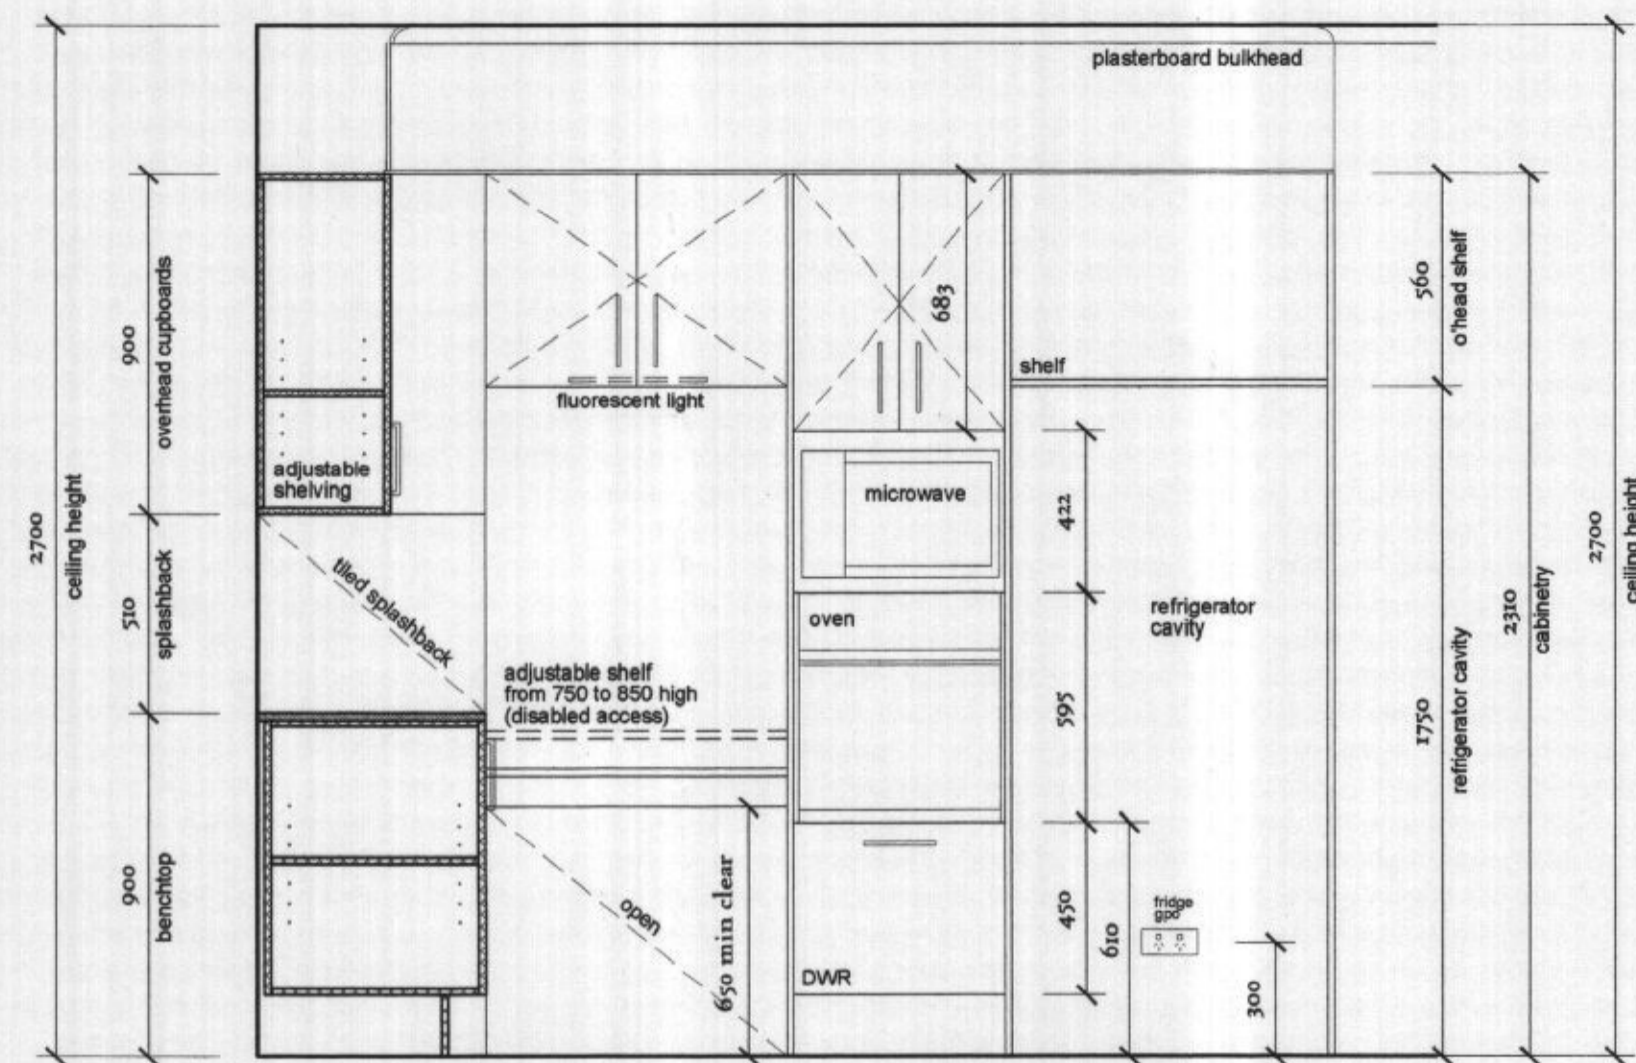 plasterboard bulkhead
2700
ceiling height
900
overhead cupboards
510
splashback
900
benchtop
adjustable
shelving
tiled splashback
fluorescent light
adjustable shelf
from 750 to 850 high
(disabled access)
open
650 min clear
683
microwave
oven
DWR
shelf
refrigerator
cavity
422
595
450
610
fridge
gpo
300
560
o'head shelf
1750
refrigerator cavity
2310
cabinetry
2700
ceiling height